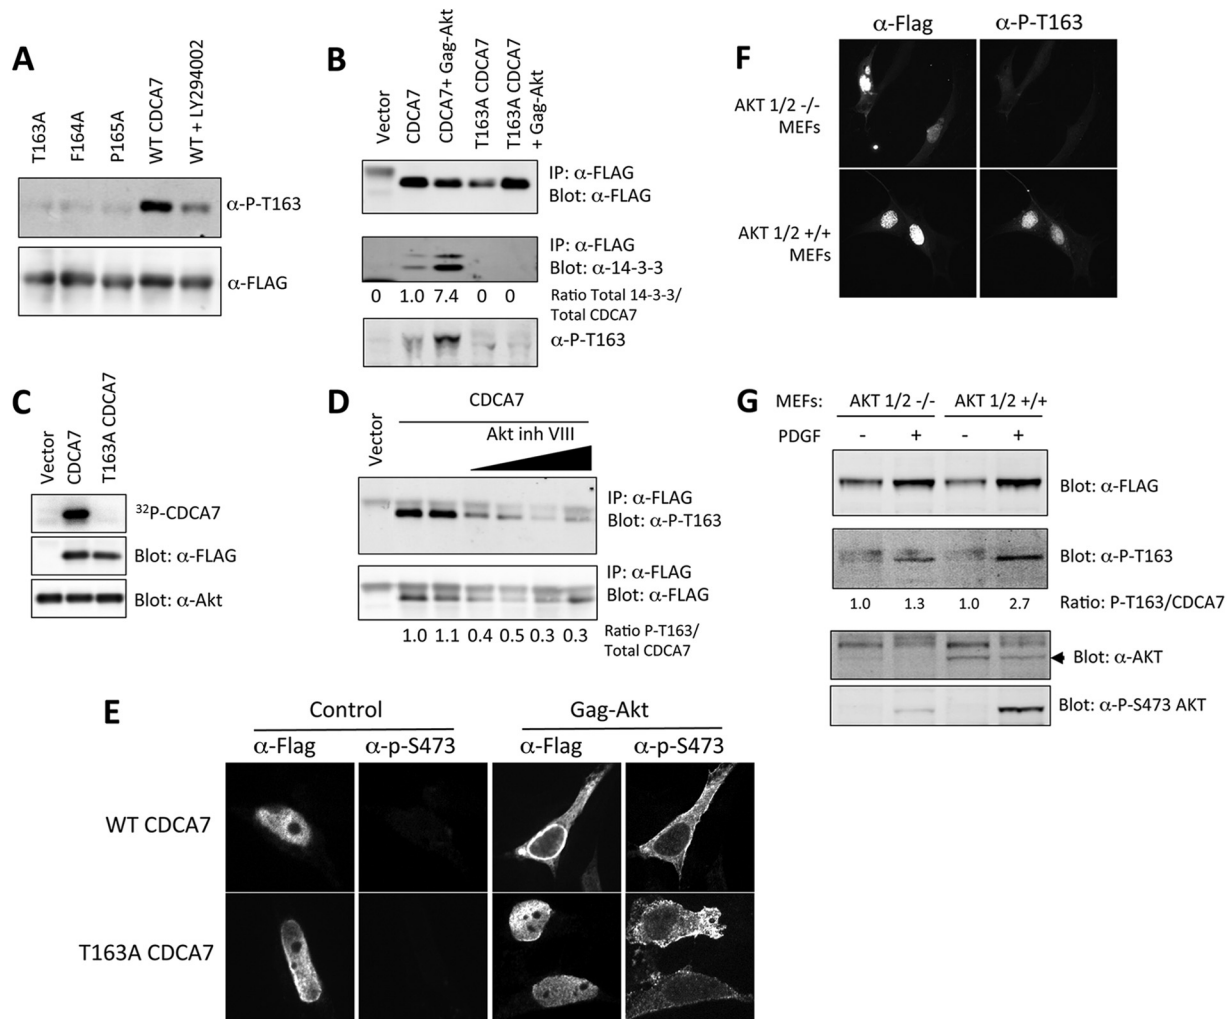 A
T163A
F164A
P165A
WT CDCA7
WT + LY294002
α-P-T163
α-FLAG
B
Vector
CDCA7
CDCA7+ Gag-Akt
T163A CDCA7
T163A CDCA7
+ Gag-Akt
IP: α-FLAG
Blot: α-FLAG
IP: α-FLAG
Blot: α-14-3-3
0 1.0 7.4 0 0
Ratio Total 14-3-3/
Total CDCA7
α-P-T163
C
Vector
CDCA7
T163A CDCA7
³²P-CDCA7
Blot: α-FLAG
Blot: α-Akt
D
CDCA7
Vector
Akt inh VIII
IP: α-FLAG
Blot: α-P-T163
IP: α-FLAG
Blot: α-FLAG
1.0 1.1 0.4 0.5 0.3 0.3
Ratio P-T163/
Total CDCA7
E
Control
Gag-Akt
α-Flag
α-p-S473
α-Flag
α-p-S473
WT CDCA7
T163A CDCA7
F
α-Flag
α-P-T163
AKT 1/2 -/-
MEFs
AKT 1/2 +/+
MEFs
G
MEFs: AKT 1/2 -/- AKT 1/2 +/+
PDGF - + - +
Blot: α-FLAG
Blot: α-P-T163
1.0 1.3 1.0 2.7
Ratio: P-T163/CDCA7
Blot: α-AKT
Blot: α-P-S473 AKT